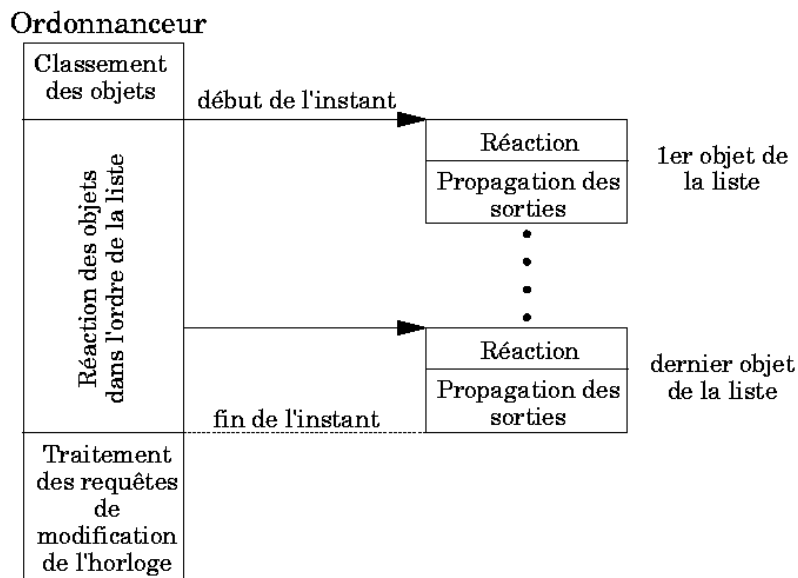 Ordonnanceur
Classement
des objets
début de l'instant
Réaction des objets
dans l'ordre de la liste
Réaction
Propagation des
sorties
1er objet de
la liste
Réaction
Propagation des
sorties
dernier objet
de la liste
fin de l'instant
Traitement
des requêtes
de
modification
de l'horloge